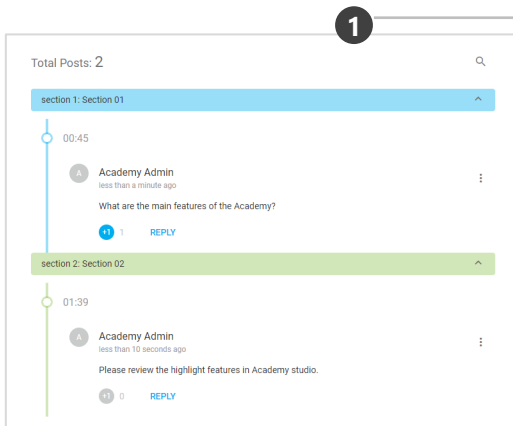 1
Total Posts: 2
section 1: Section 01
00:45
A
Academy Admin
less than a minute ago
What are the main features of the Academy?
+1 1 REPLY
section 2: Section 02
01:39
A
Academy Admin
less than 10 seconds ago
Please review the highlight features in Academy studio.
+1 0 REPLY